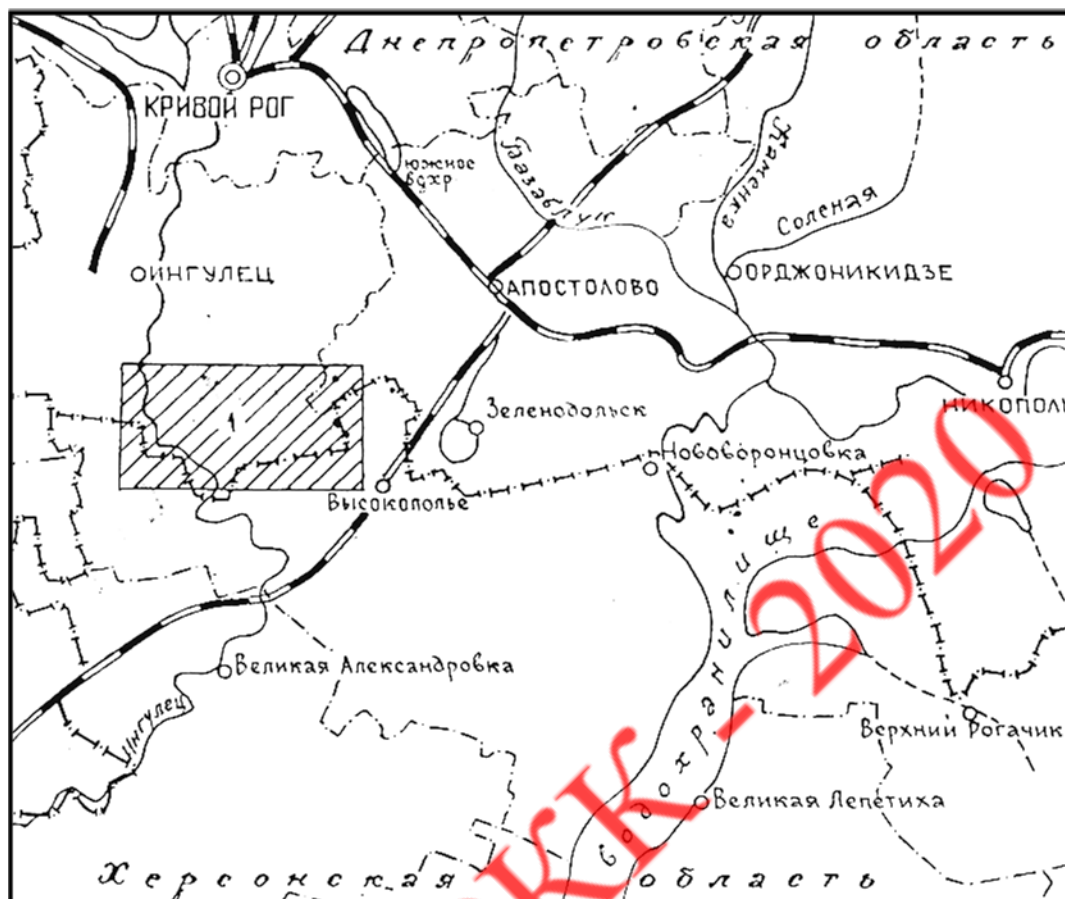 Днепропетровская область
КРИВОЙ РОГ
южное
вдхр
Базавлук
Каменка
Соленая
ИНГУЛЕЦ
АПОСТОЛОВО
ОРДЖОНИКИДЗЕ
НИКОПОЛЬ
1
Зеленодольск
Нововоронцовка
Высокополье
Великая Александровка
Ингулец
водохранилище
Верхний Рогачик
Великая Лепетиха
Херсонская область
КК - 2020